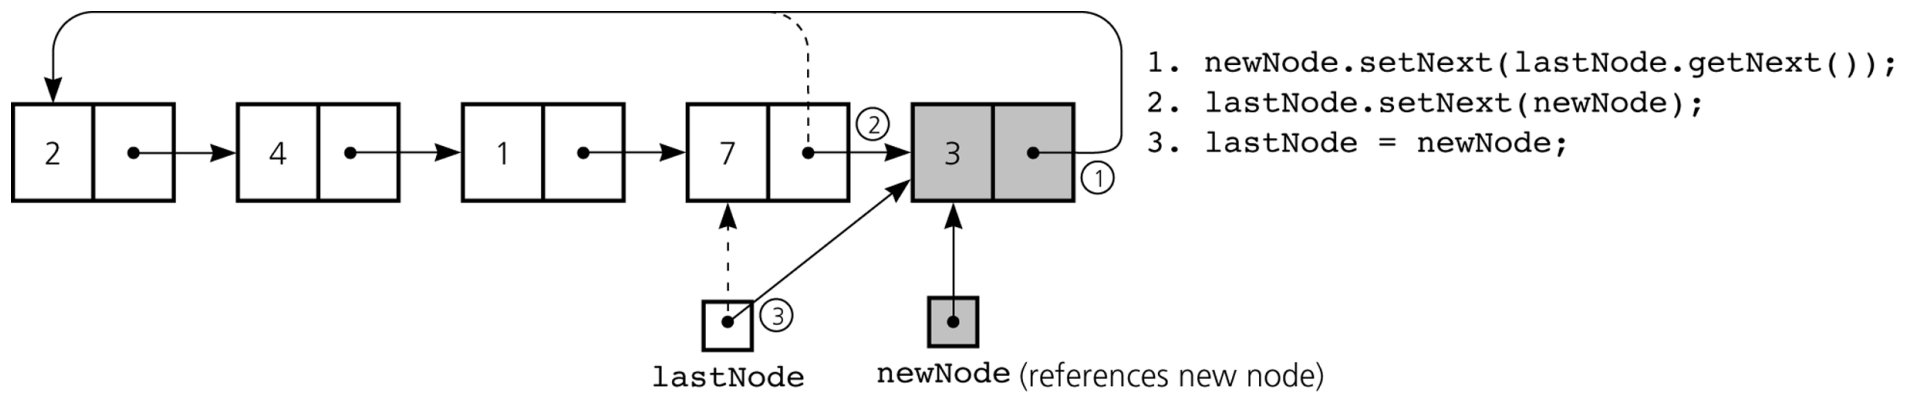 1. newNode.setNext(lastNode.getNext());
2. lastNode.setNext(newNode);
3. lastNode = newNode;
2 4 1 7 2 3
1
3
lastNode
newNode (references new node)